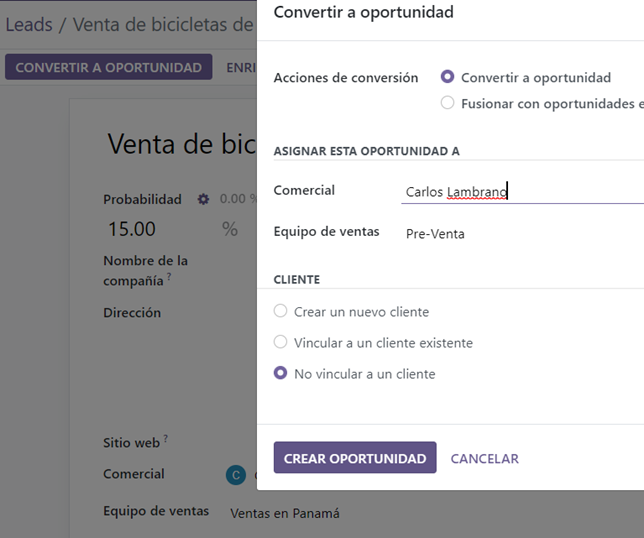 Convertir a oportunidad
Leads / Venta de bicicletas de
CONVERTIR A OPORTUNIDAD ENRI
Acciones de conversión
Convertir a oportunidad
Fusionar con oportunidades e
Venta de bic
ASIGNAR ESTA OPORTUNIDAD A
Probabilidad 0.00 %
Comercial Carlos Lambrano
15.00 %
Equipo de ventas Pre-Venta
Nombre de la
compañía ?
CLIENTE
Dirección
Crear un nuevo cliente
Vincular a un cliente existente
No vincular a un cliente
Sitio web ?
CREAR OPORTUNIDAD CANCELAR
Comercial C
Equipo de ventas Ventas en Panamá